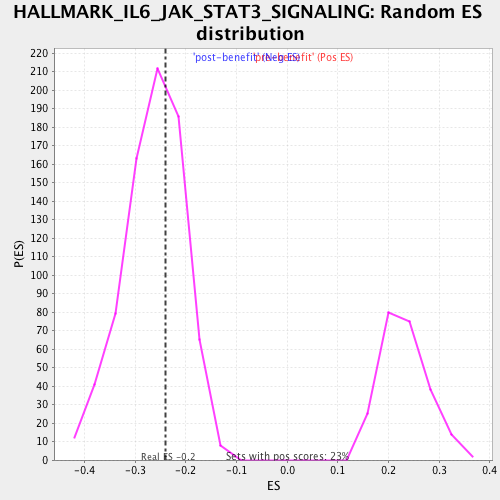 HALLMARK_IL6_JAK_STAT3_SIGNALING: Random ES
distribution
'post-benefit' (Neg ES)
'pre-benefit' (Pos ES)
220
210
200
190
180
170
160
150
140
130
120
110
100
90
80
70
60
50
40
30
20
10
0
P(ES)
Real ES -0.2
Sets with pos scores: 23%
-0.4 -0.3 -0.2 -0.1 0.0 0.1 0.2 0.3 0.4
ES